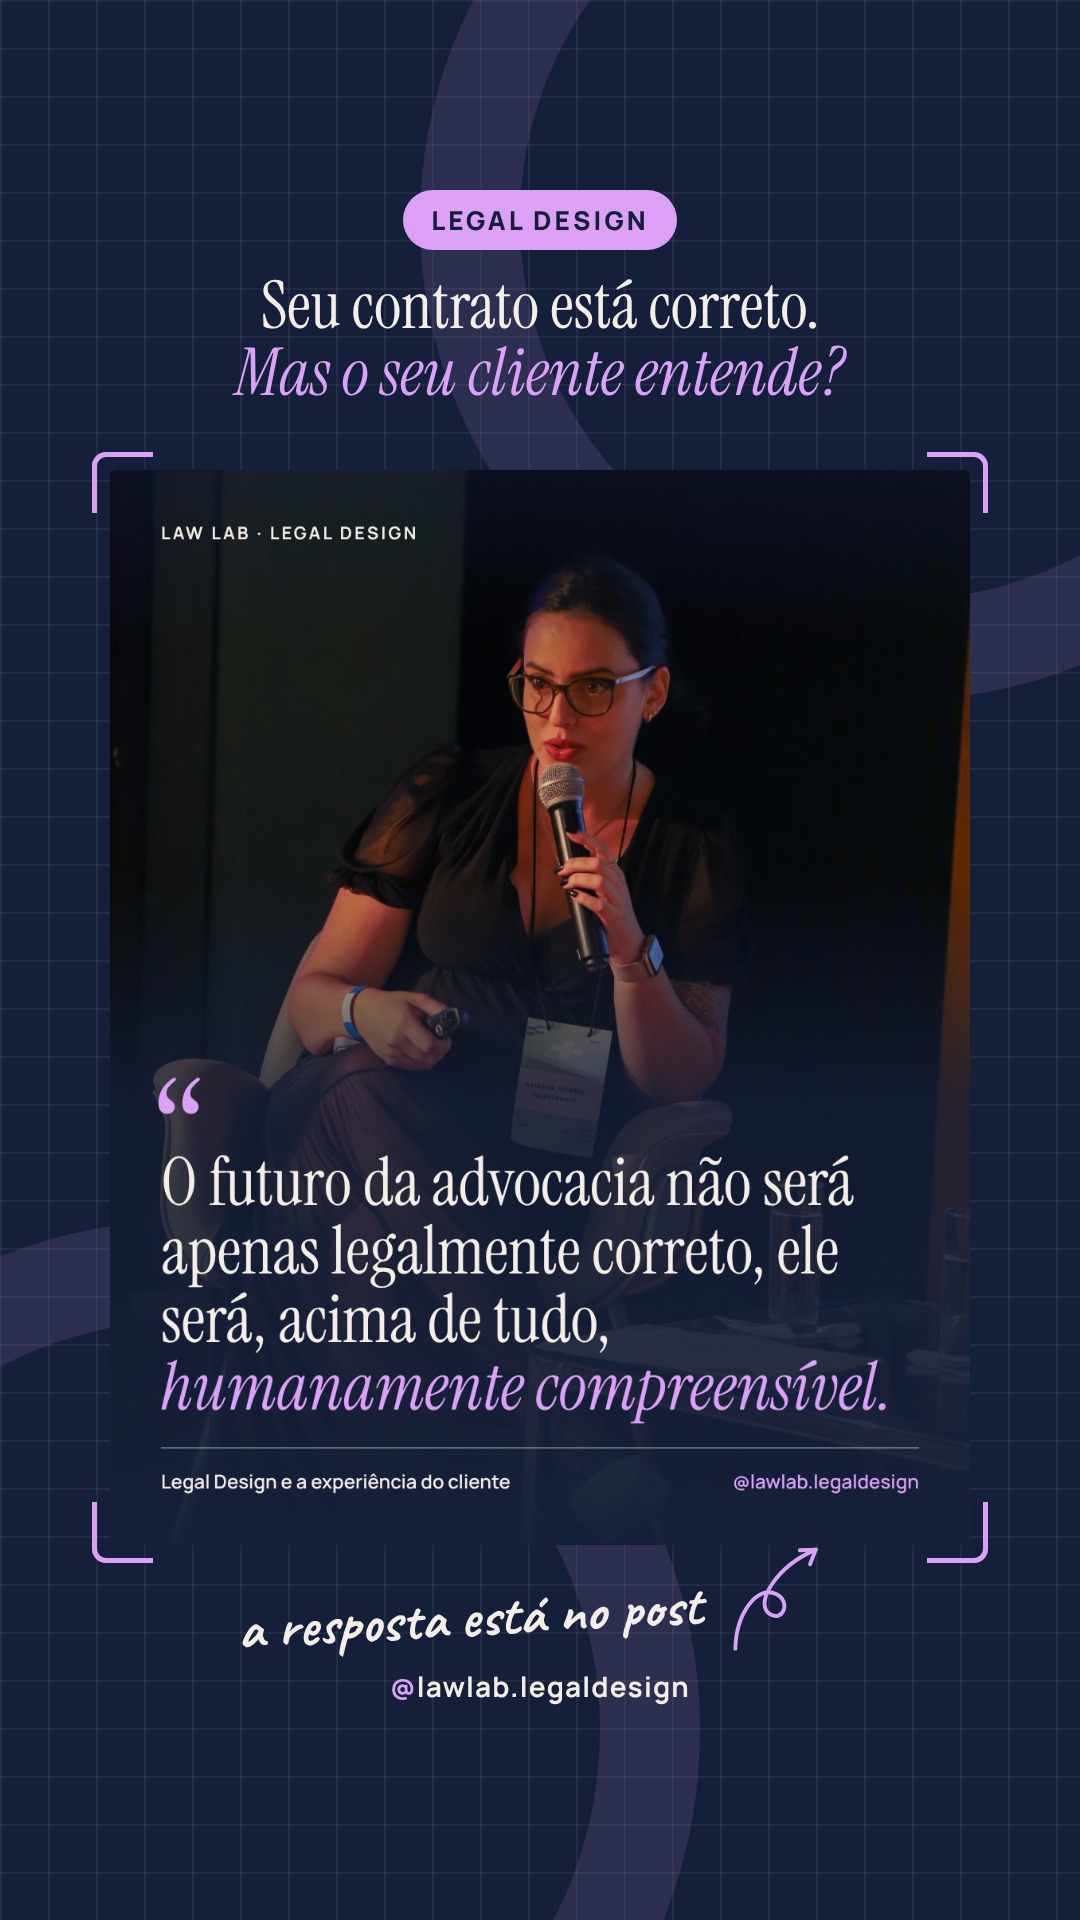 LEGAL DESIGN
Seu contrato está correto.
Mas o seu cliente entende?
LAW LAB · LEGAL DESIGN
PALESTRANTE
“
O futuro da advocacia não será
apenas legalmente correto, ele
será, acima de tudo,
humanamente compreensível.
Legal Design e a experiência do cliente
@lawlab.legaldesign
a resposta está no post
@lawlab.legaldesign